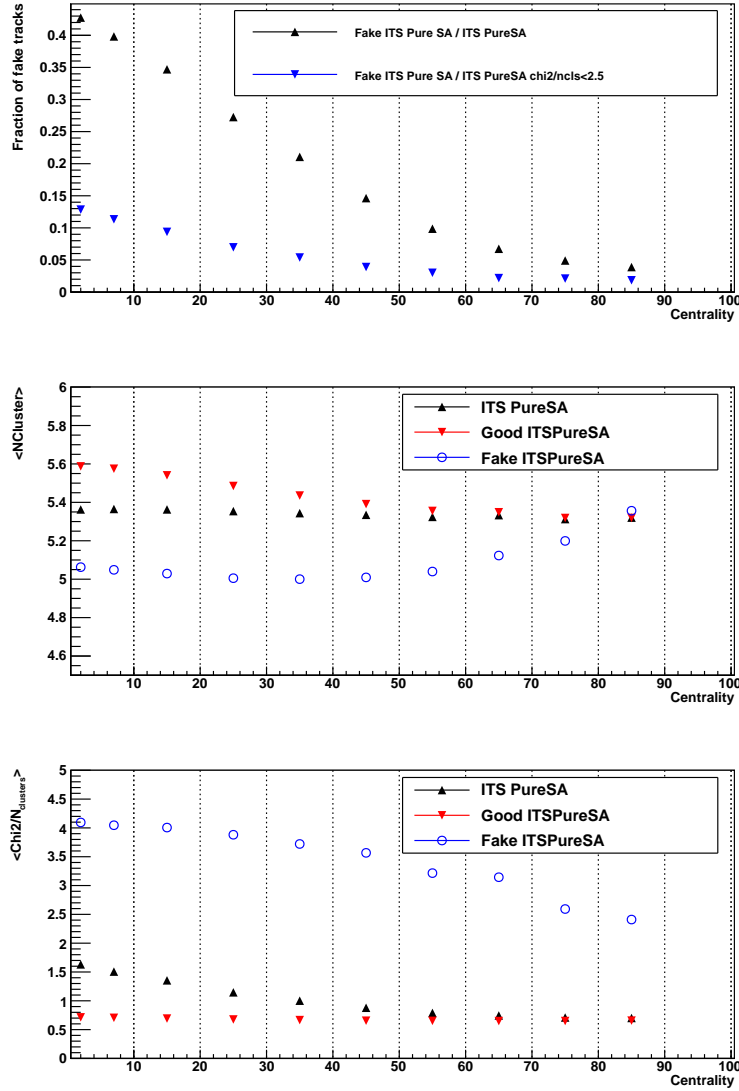 Fraction of fake tracks
0.4
0.35
0.3
0.25
0.2
0.15
0.1
0.05
0
Fake ITS Pure SA / ITS PureSA
Fake ITS Pure SA / ITS PureSA chi2/ncls<2.5
10 20 30 40 50 60 70 80 90 100
Centrality
<NCluster>
6
5.8
5.6
5.4
5.2
5
4.8
4.6
ITS PureSA
Good ITSPureSA
Fake ITSPureSA
10 20 30 40 50 60 70 80 90 100
Centrality
<Chi2/Nclusters>
5
4.5
4
3.5
3
2.5
2
1.5
1
0.5
0
ITS PureSA
Good ITSPureSA
Fake ITSPureSA
10 20 30 40 50 60 70 80 90 100
Centrality